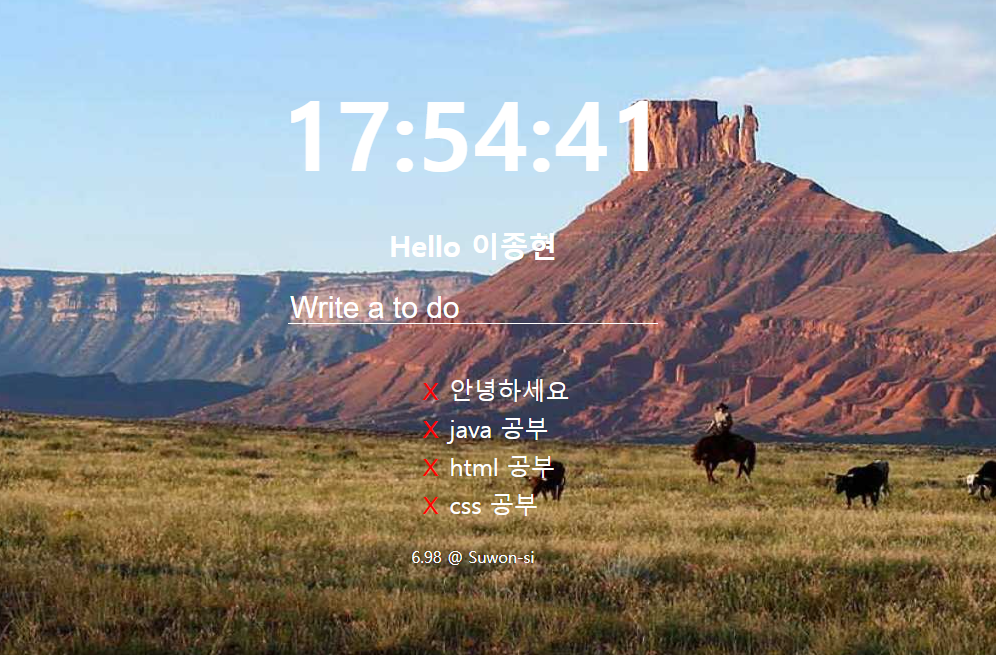 17:54:41
Hello 이종현
Write a to do
X 안녕하세요
X java 공부
X html 공부
X css 공부
6.98 @ Suwon-si